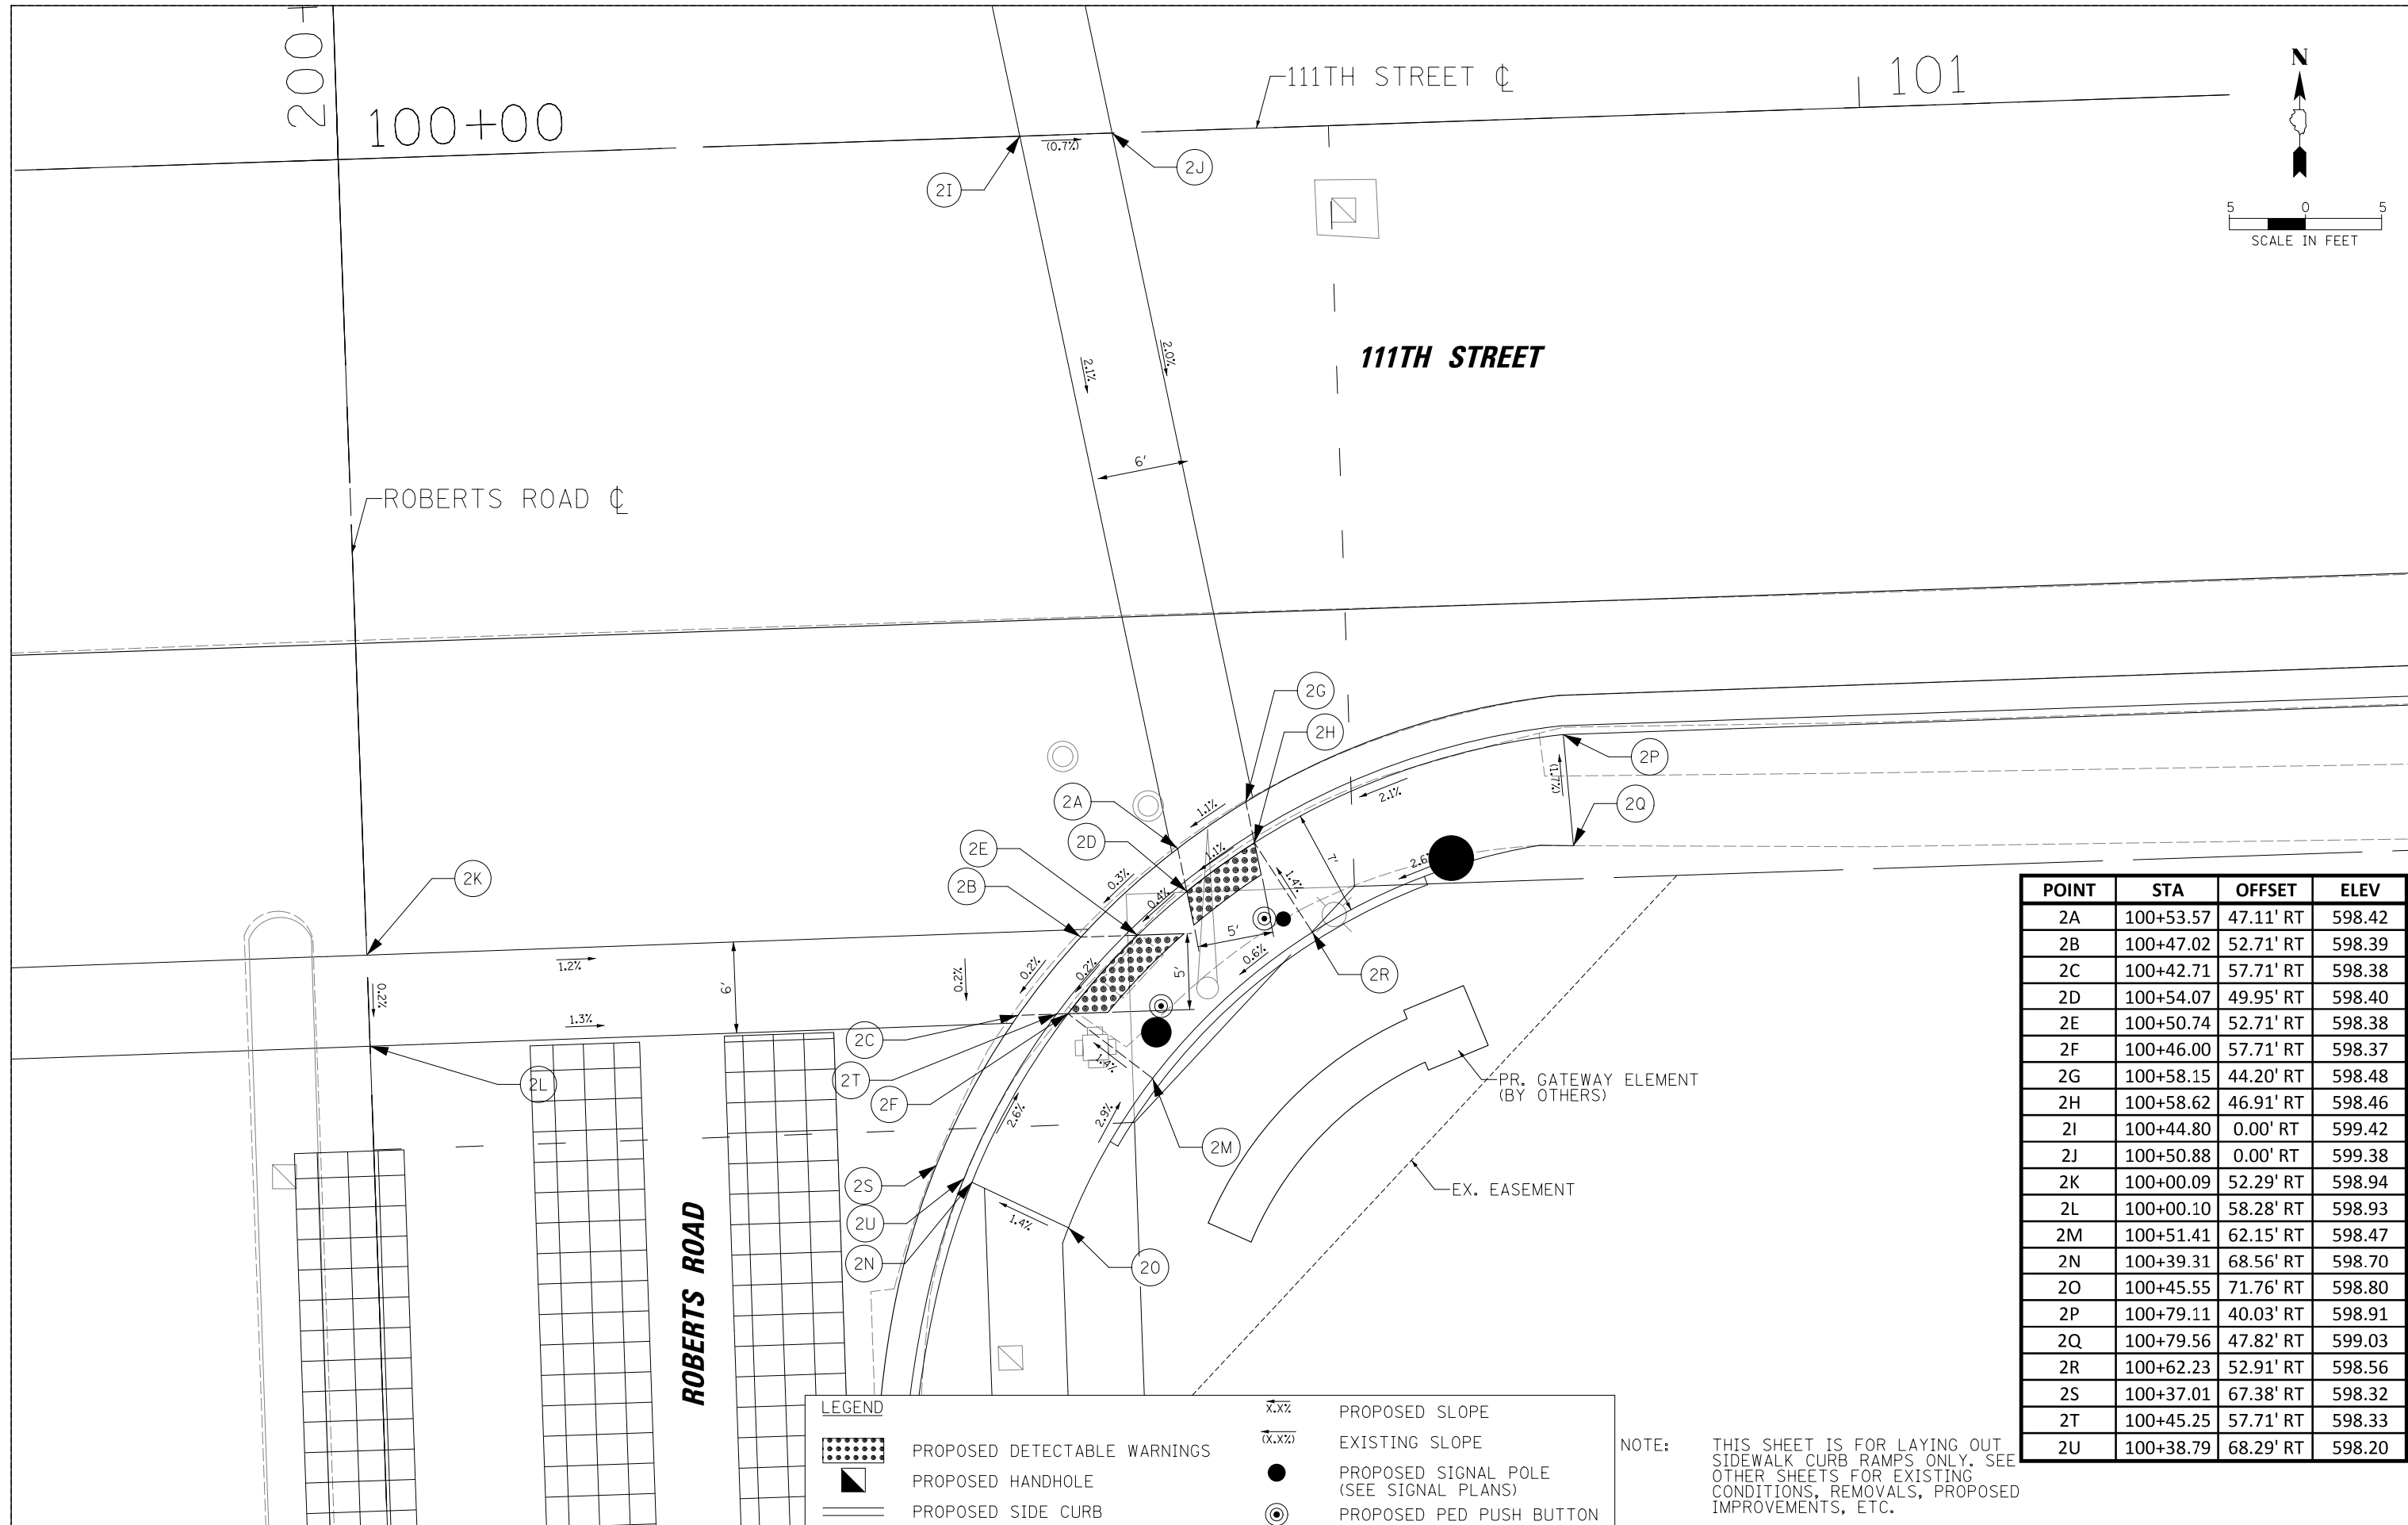 200+
100+00
111TH STREET ℄
101
N
5 0 5
SCALE IN FEET
(0.7%)
2I
2J
2.1%
2.0%
111TH STREET
6'
ROBERTS ROAD ℄
2G
2H
2P
2A
1.1%
2.1%
(1.7%)
2Q
2D
2E
1.1%
7'
2.6%
2K
0.3%
1.4%
2B
0.4%
5'
1.2%
0.2%
0.2%
0.2%
5'
0.6%
2R
0.2%
6'
1.3%
2C
1.4%
2L
2T
2F
PR. GATEWAY ELEMENT
(BY OTHERS)
2.6%
2.9%
2M
2S
EX. EASEMENT
2U
1.4%
2N
2O
ROBERTS ROAD
POINT STA OFFSET ELEV
2A 100+53.57 47.11' RT 598.42
2B 100+47.02 52.71' RT 598.39
2C 100+42.71 57.71' RT 598.38
2D 100+54.07 49.95' RT 598.40
2E 100+50.74 52.71' RT 598.38
2F 100+46.00 57.71' RT 598.37
2G 100+58.15 44.20' RT 598.48
2H 100+58.62 46.91' RT 598.46
2I 100+44.80 0.00' RT 599.42
2J 100+50.88 0.00' RT 599.38
2K 100+00.09 52.29' RT 598.94
2L 100+00.10 58.28' RT 598.93
2M 100+51.41 62.15' RT 598.47
2N 100+39.31 68.56' RT 598.70
2O 100+45.55 71.76' RT 598.80
2P 100+79.11 40.03' RT 598.91
2Q 100+79.56 47.82' RT 599.03
2R 100+62.23 52.91' RT 598.56
2S 100+37.01 67.38' RT 598.32
2T 100+45.25 57.71' RT 598.33
2U 100+38.79 68.29' RT 598.20
LEGEND
PROPOSED DETECTABLE WARNINGS
PROPOSED HANDHOLE
PROPOSED SIDE CURB
X.X% PROPOSED SLOPE
(X.X%) EXISTING SLOPE
PROPOSED SIGNAL POLE
(SEE SIGNAL PLANS)
PROPOSED PED PUSH BUTTON
NOTE: THIS SHEET IS FOR LAYING OUT
SIDEWALK CURB RAMPS ONLY. SEE
OTHER SHEETS FOR EXISTING
CONDITIONS, REMOVALS, PROPOSED
IMPROVEMENTS, ETC.